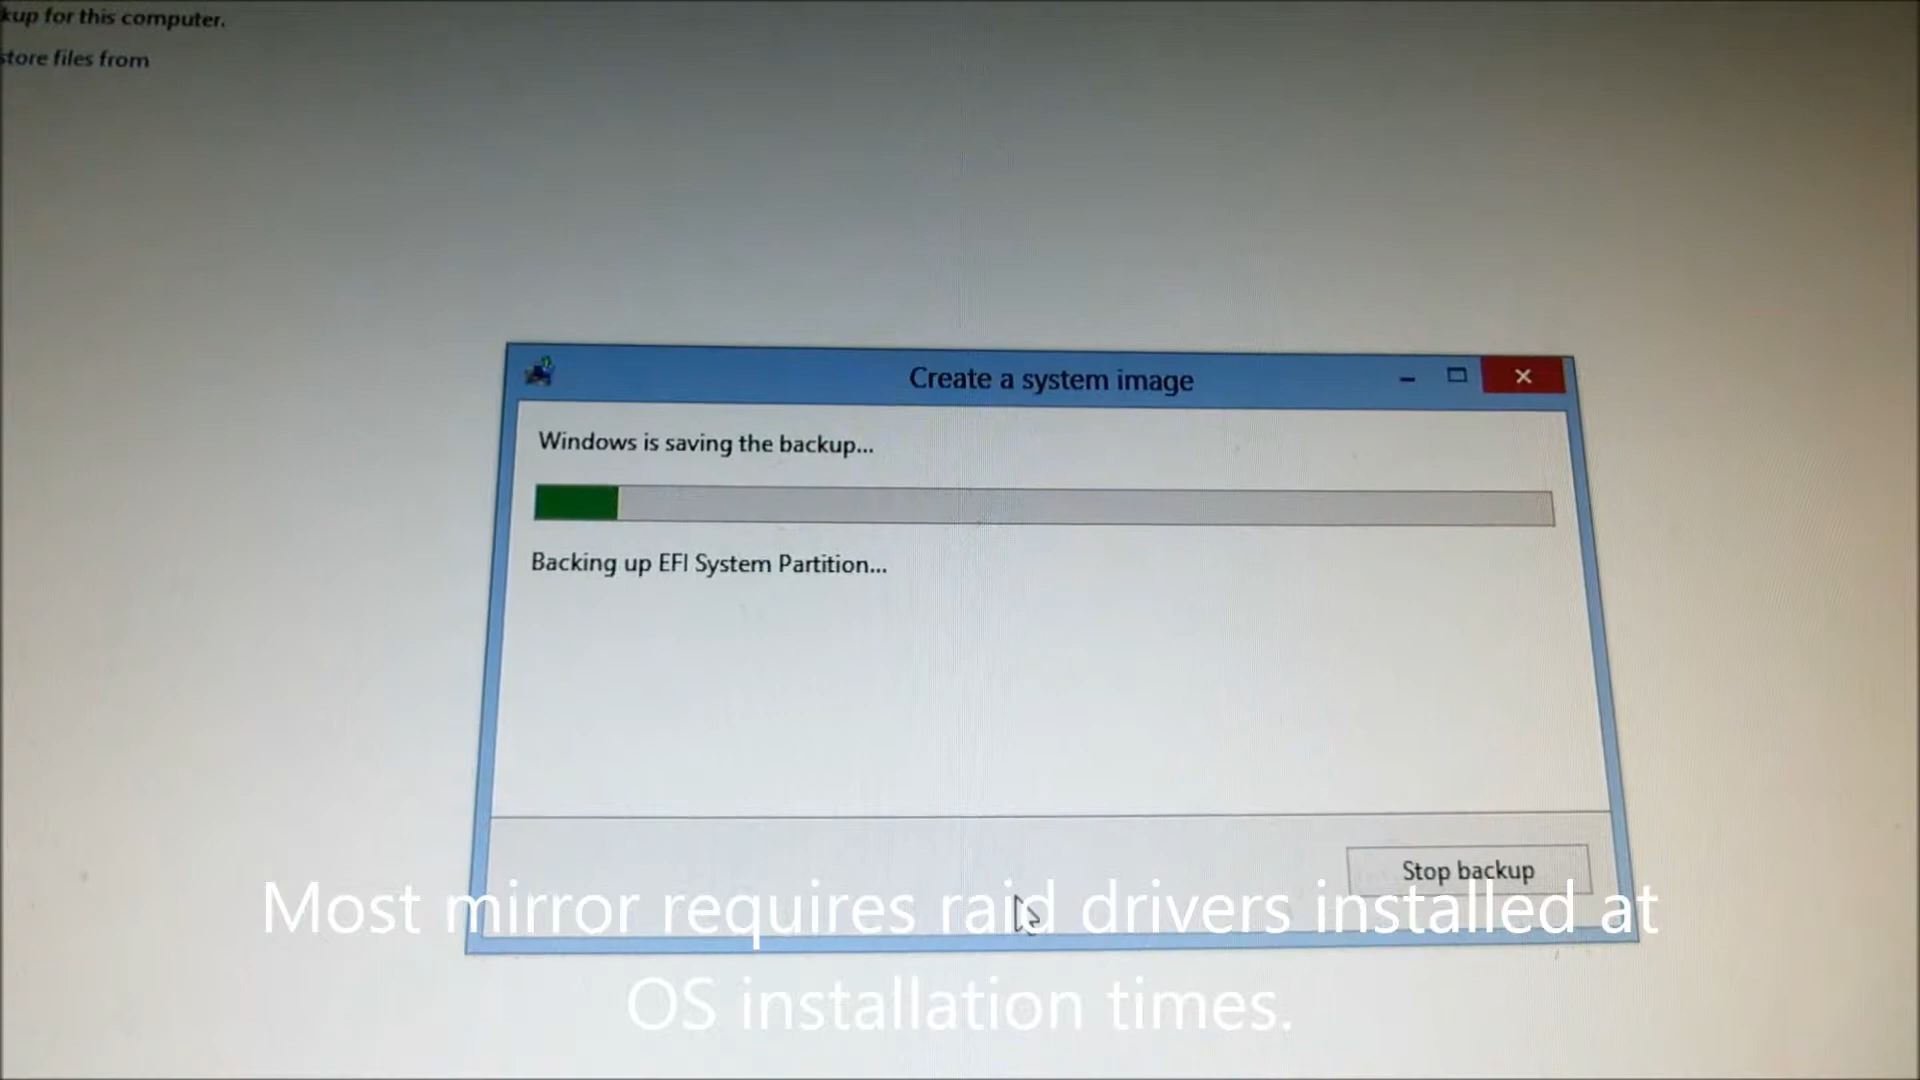 kup for this computer.
store files from
Create a system image
Windows is saving the backup...
Backing up EFI System Partition...
Stop backup
Most mirror requires raid drivers installed at
OS installation times.